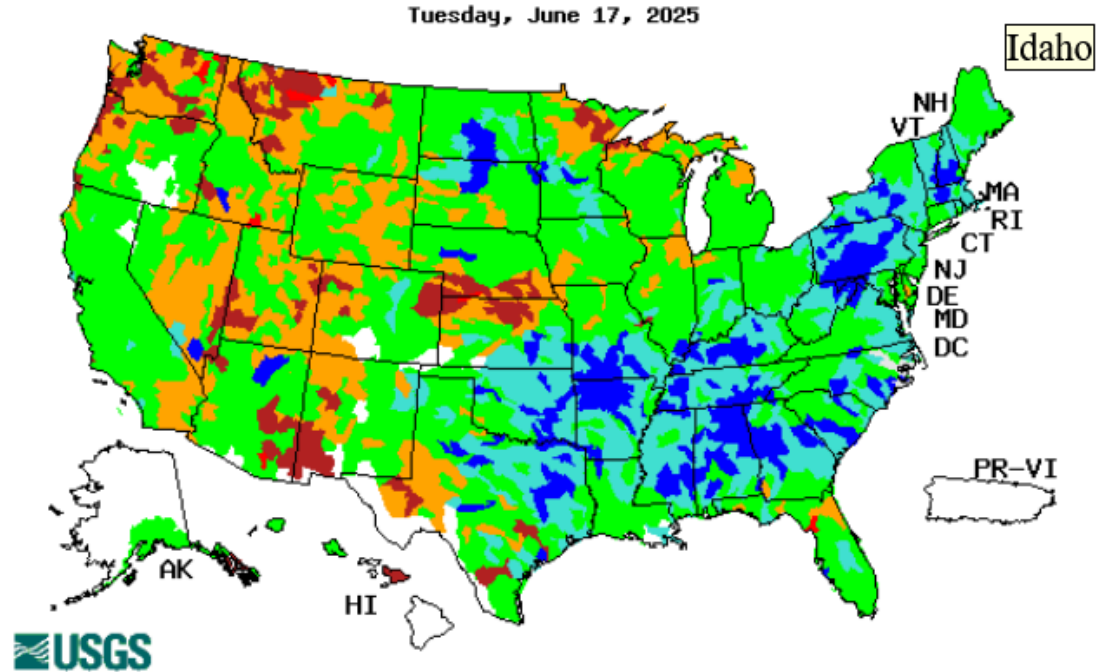 Tuesday, June 17, 2025
Idaho
NH
VT
MA
RI
CT
NJ
DE
MD
DC
PR-VI
AK
HI
USGS